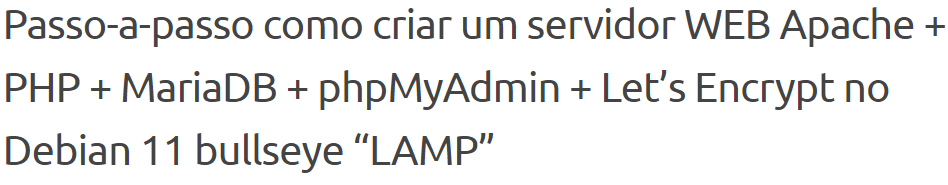 Passo-a-passo como criar um servidor WEB Apache +
PHP + MariaDB + phpMyAdmin + Let’s Encrypt no
Debian 11 bullseye “LAMP”